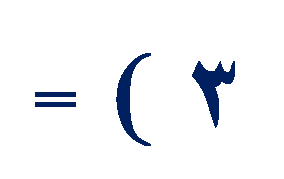 ٣ ) =